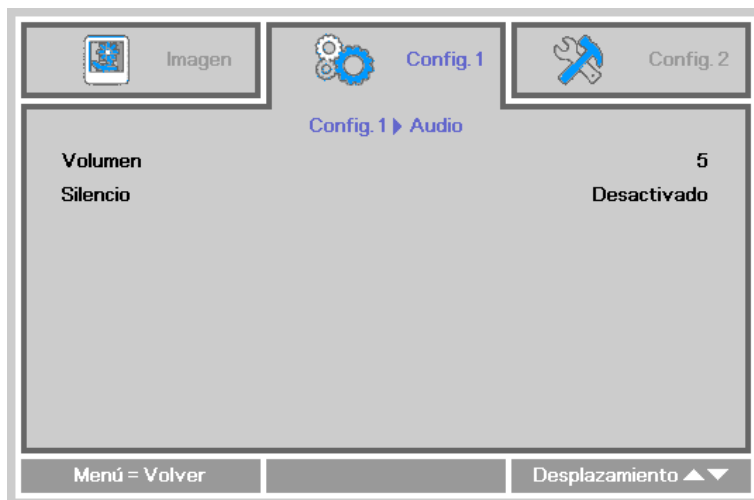 Imagen
Config. 1
Config. 2
Config. 1 ▶ Audio
Volumen 5
Silencio Desactivado
Menú = Volver
Desplazamiento ▲▼